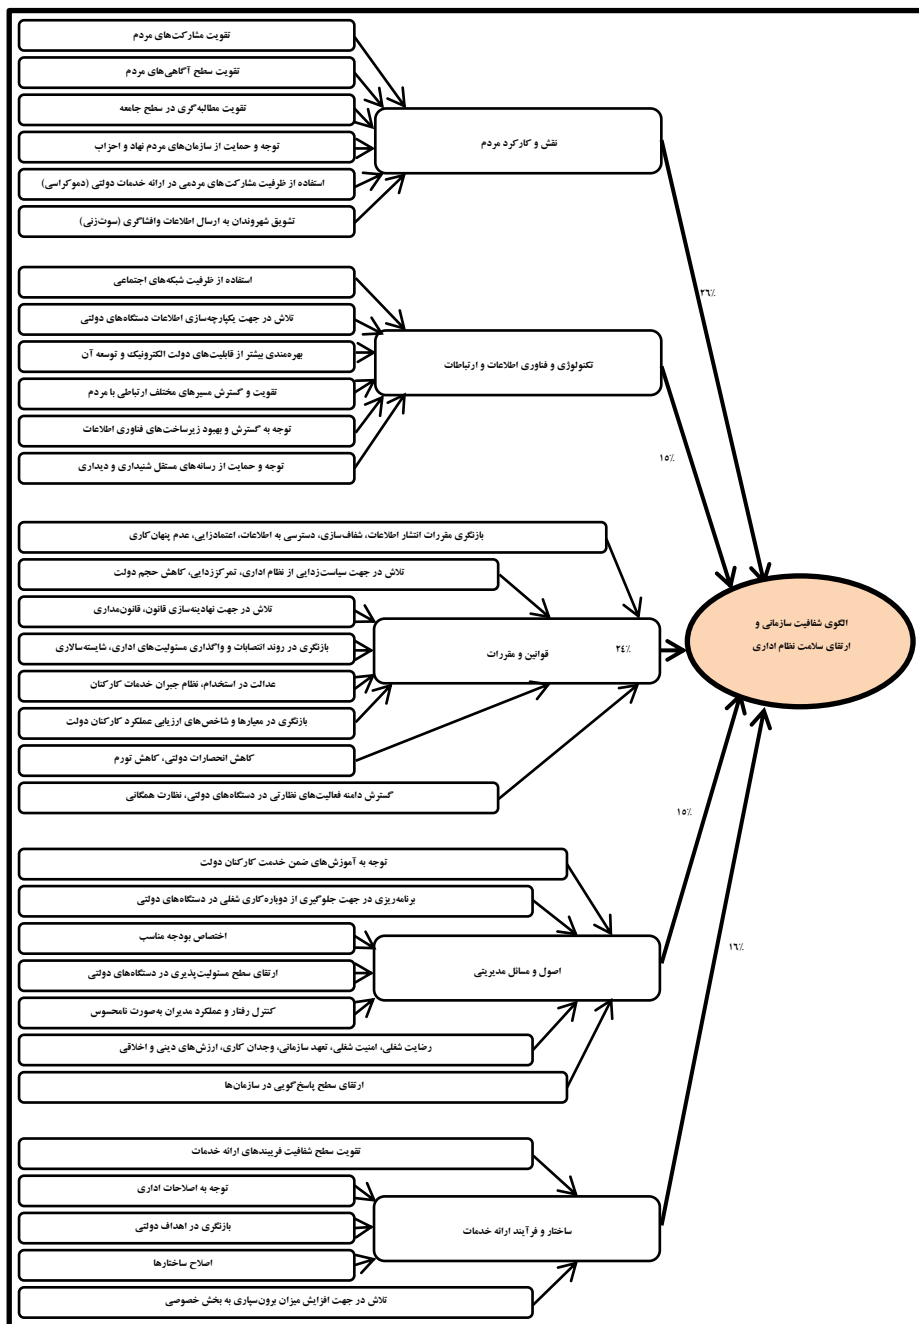 تقویت مشارکت‌های مردم
تقویت سطح آگاهی‌های مردم
تقویت مطالبه‌گری در سطح جامعه
توجه و حمایت از سازمان‌های مردم نهاد و احزاب
استفاده از ظرفیت مشارکت‌های مردمی در ارائه خدمات دولتی (دموکراسی)
تشویق شهروندان به ارسال اطلاعات وافشاگری (سوت‌زنی)
نقش و کارکرد مردم
۲۶٪
استفاده از ظرفیت شبکه‌های اجتماعی
تلاش در جهت یکپارچه‌سازی اطلاعات دستگاه‌های دولتی
بهره‌مندی بیشتر از قابلیت‌های دولت الکترونیک و توسعه آن
تقویت و گسترش مسیرهای مختلف ارتباطی با مردم
توجه به گسترش و بهبود زیرساخت‌های فناوری اطلاعات
توجه و حمایت از رسانه‌های مستقل شنیداری و دیداری
تکنولوژی و فناوری اطلاعات و ارتباطات
۱۵٪
بازنگری مقررات انتشار اطلاعات، شفاف‌سازی، دسترسی به اطلاعات، اعتمادزایی، عدم پنهان‌کاری
تلاش در جهت سیاست‌زدایی از نظام اداری، تمرکززدایی، کاهش حجم دولت
تلاش در جهت نهادینه‌سازی قانون، قانون‌مداری
بازنگری در روند انتصابات و واگذاری مسئولیت‌های اداری، شایسته‌سالاری
عدالت در استخدام، نظام جبران خدمات کارکنان
بازنگری در معیارها و شاخص‌های ارزیابی عملکرد کارکنان دولت
کاهش انحصارات دولتی، کاهش تورم
گسترش دامنه فعالیت‌های نظارتی در دستگاه‌های دولتی، نظارت همگانی
قوانین و مقررات
۲۴٪
الگوی شفافیت سازمانی و
ارتقای سلامت نظام اداری
توجه به آموزش‌های ضمن خدمت کارکنان دولت
برنامه‌ریزی در جهت جلوگیری از دوباره‌کاری شغلی در دستگاه‌های دولتی
اختصاص بودجه مناسب
ارتقای سطح مسئولیت‌پذیری در دستگاه‌های دولتی
کنترل رفتار و عملکرد مدیران به‌صورت نامحسوس
رضایت شغلی، امنیت شغلی، تعهد سازمانی، وجدان کاری، ارزش‌های دینی و اخلاقی
ارتقای سطح پاسخ‌گویی در سازمان‌ها
اصول و مسائل مدیریتی
۱۵٪
تقویت سطح شفافیت فریبندهای ارائه خدمات
توجه به اصلاحات اداری
بازنگری در اهداف دولتی
اصلاح ساختارها
تلاش در جهت افزایش میزان برون‌سپاری به بخش خصوصی
ساختار و فرآیند ارائه خدمات
۱۶٪